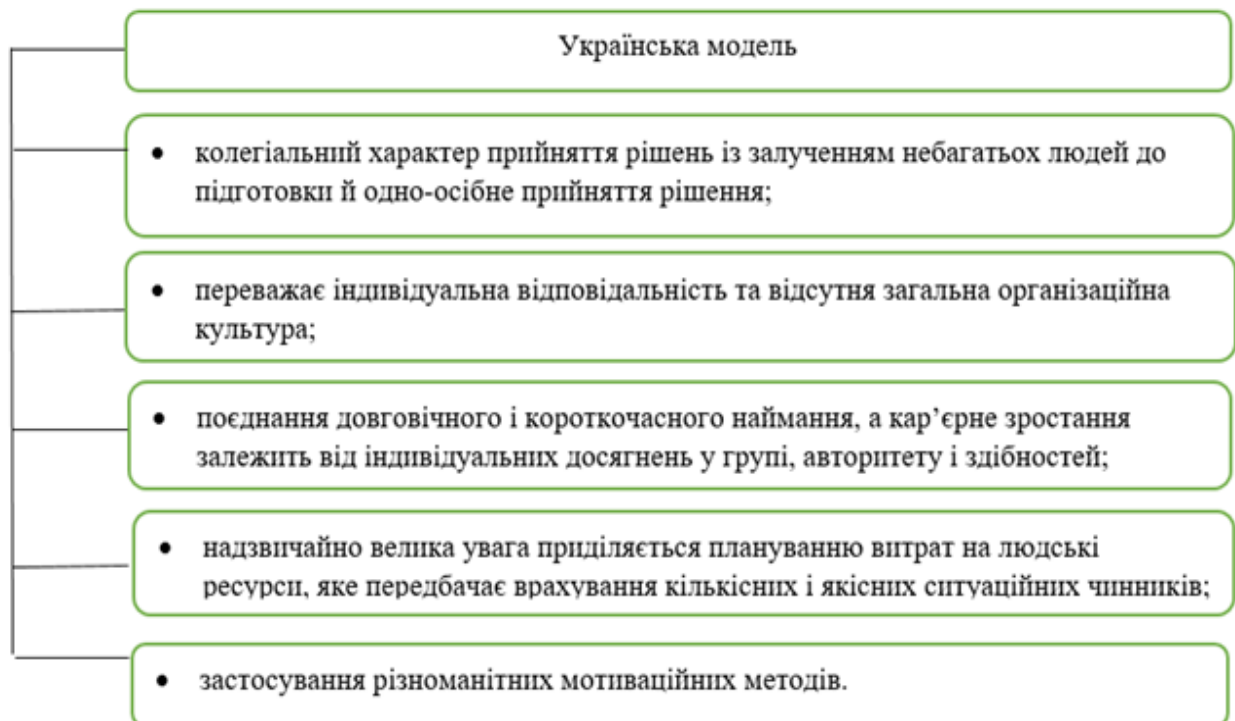 Українська модель
• колегіальний характер прийняття рішень із залученням небагатьох людей до
підготовки й одно-осібне прийняття рішення;
• переважає індивідуальна відповідальність та відсутня загальна організаційна
культура;
• поєднання довговічного і короткочасного наймання, а кар’єрне зростання
залежить від індивідуальних досягнень у групі, авторитету і здібностей;
• надзвичайно велика увага приділяється плануванню витрат на людські
ресурси, яке передбачає врахування кількісних і якісних ситуаційних чинників;
• застосування різноманітних мотиваційних методів.